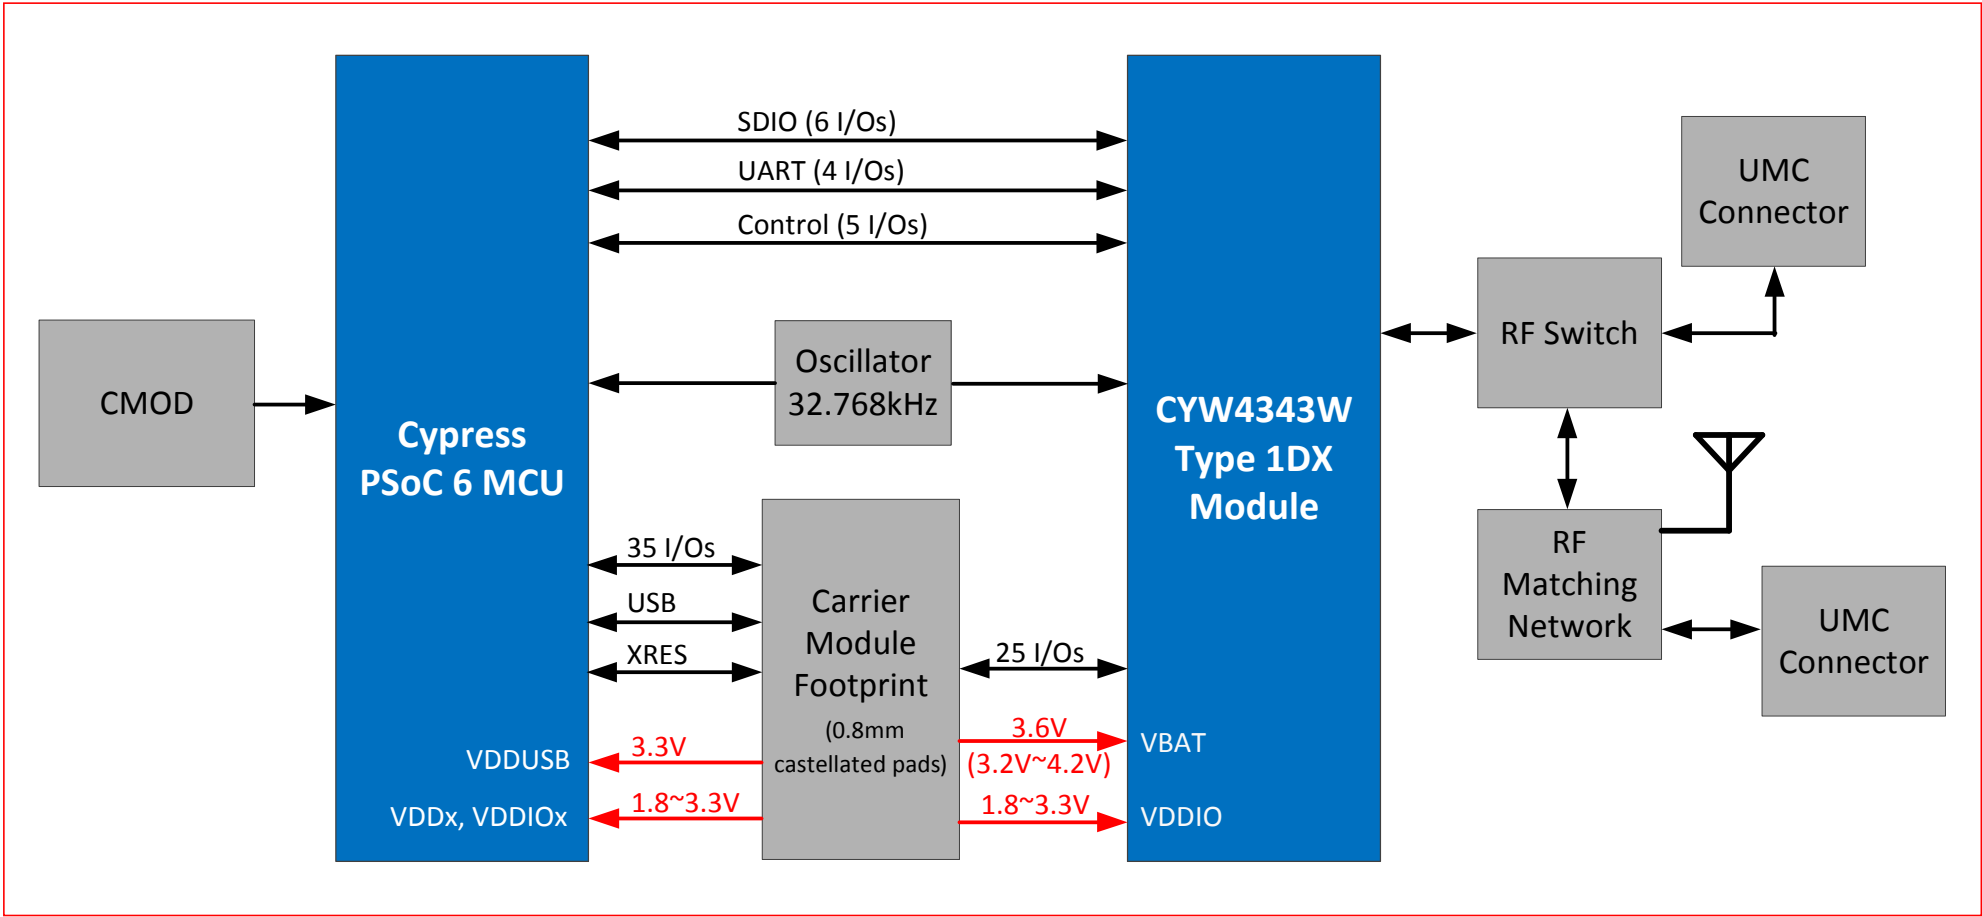 SDIO (6 I/Os)
UART (4 I/Os)
Control (5 I/Os)
UMC
Connector
RF Switch
Oscillator
32.768kHz
CMOD
Cypress
PSoC 6 MCU
CYW4343W
Type 1DX
Module
RF
Matching
Network
UMC
Connector
35 I/Os
USB
XRES
Carrier
Module
Footprint
(0.8mm
castellated pads)
25 I/Os
3.6V
(3.2V~4.2V)
VBAT
VDDUSB
3.3V
VDDx, VDDIOx
1.8~3.3V
1.8~3.3V
VDDIO